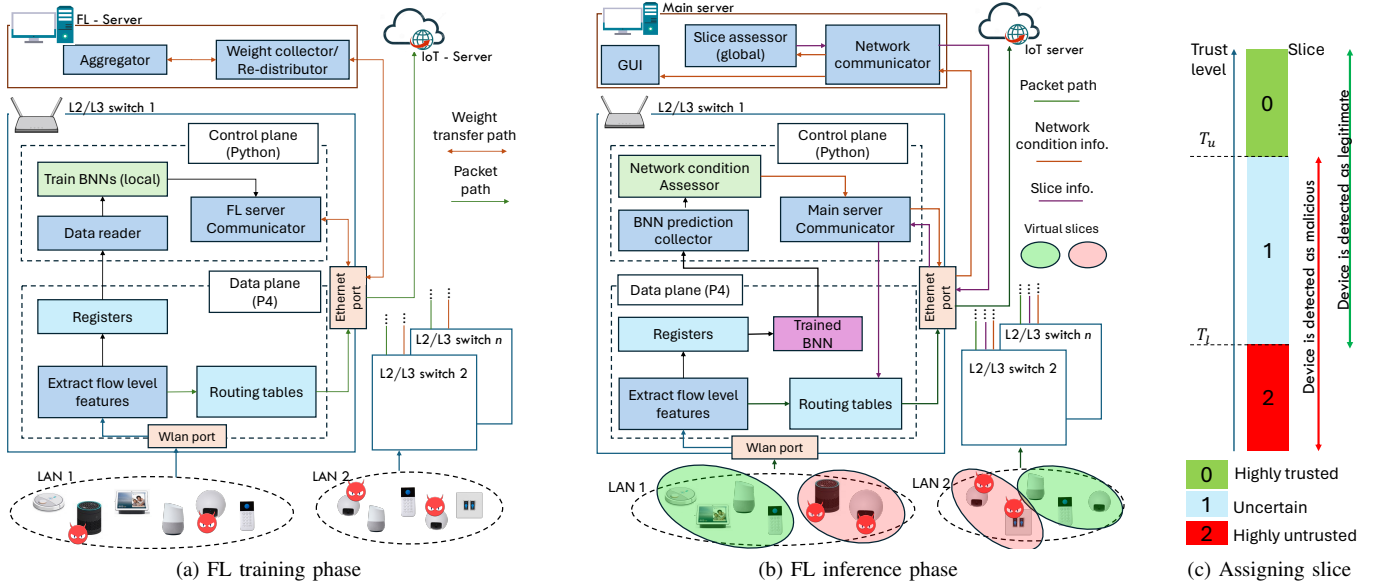 FL - Server
Aggregator
Weight collector/
Re-distributor
IoT - Server
L2/L3 switch 1
Control plane
(Python)
Train BNNs (local)
FL server
Communicator
Data reader
Data plane
(P4)
Ethernet
port
Registers
Extract flow level
features
Routing tables
Wlan port
Weight
transfer path
Packet
path
L2/L3 switch n
L2/L3 switch 2
LAN 1
LAN 2
(a) FL training phase
Main server
Slice assessor
(global)
Network
communicator
GUI
IoT server
L2/L3 switch 1
Control plane
(Python)
Network condition
Assessor
BNN prediction
collector
Main server
Communicator
Data plane (P4)
Ethernet
port
Registers
Trained
BNN
Extract flow level
features
Routing tables
Wlan port
Packet path
Network
condition info.
Slice info.
Virtual slices
L2/L3 switch n
L2/L3 switch 2
LAN 1
LAN 2
(b) FL inference phase
Trust
level
Slice
0
T_u
1
T_l
2
Device is detected as malicious
Device is detected as legitimate
0 Highly trusted
1 Uncertain
2 Highly untrusted
(c) Assigning slice